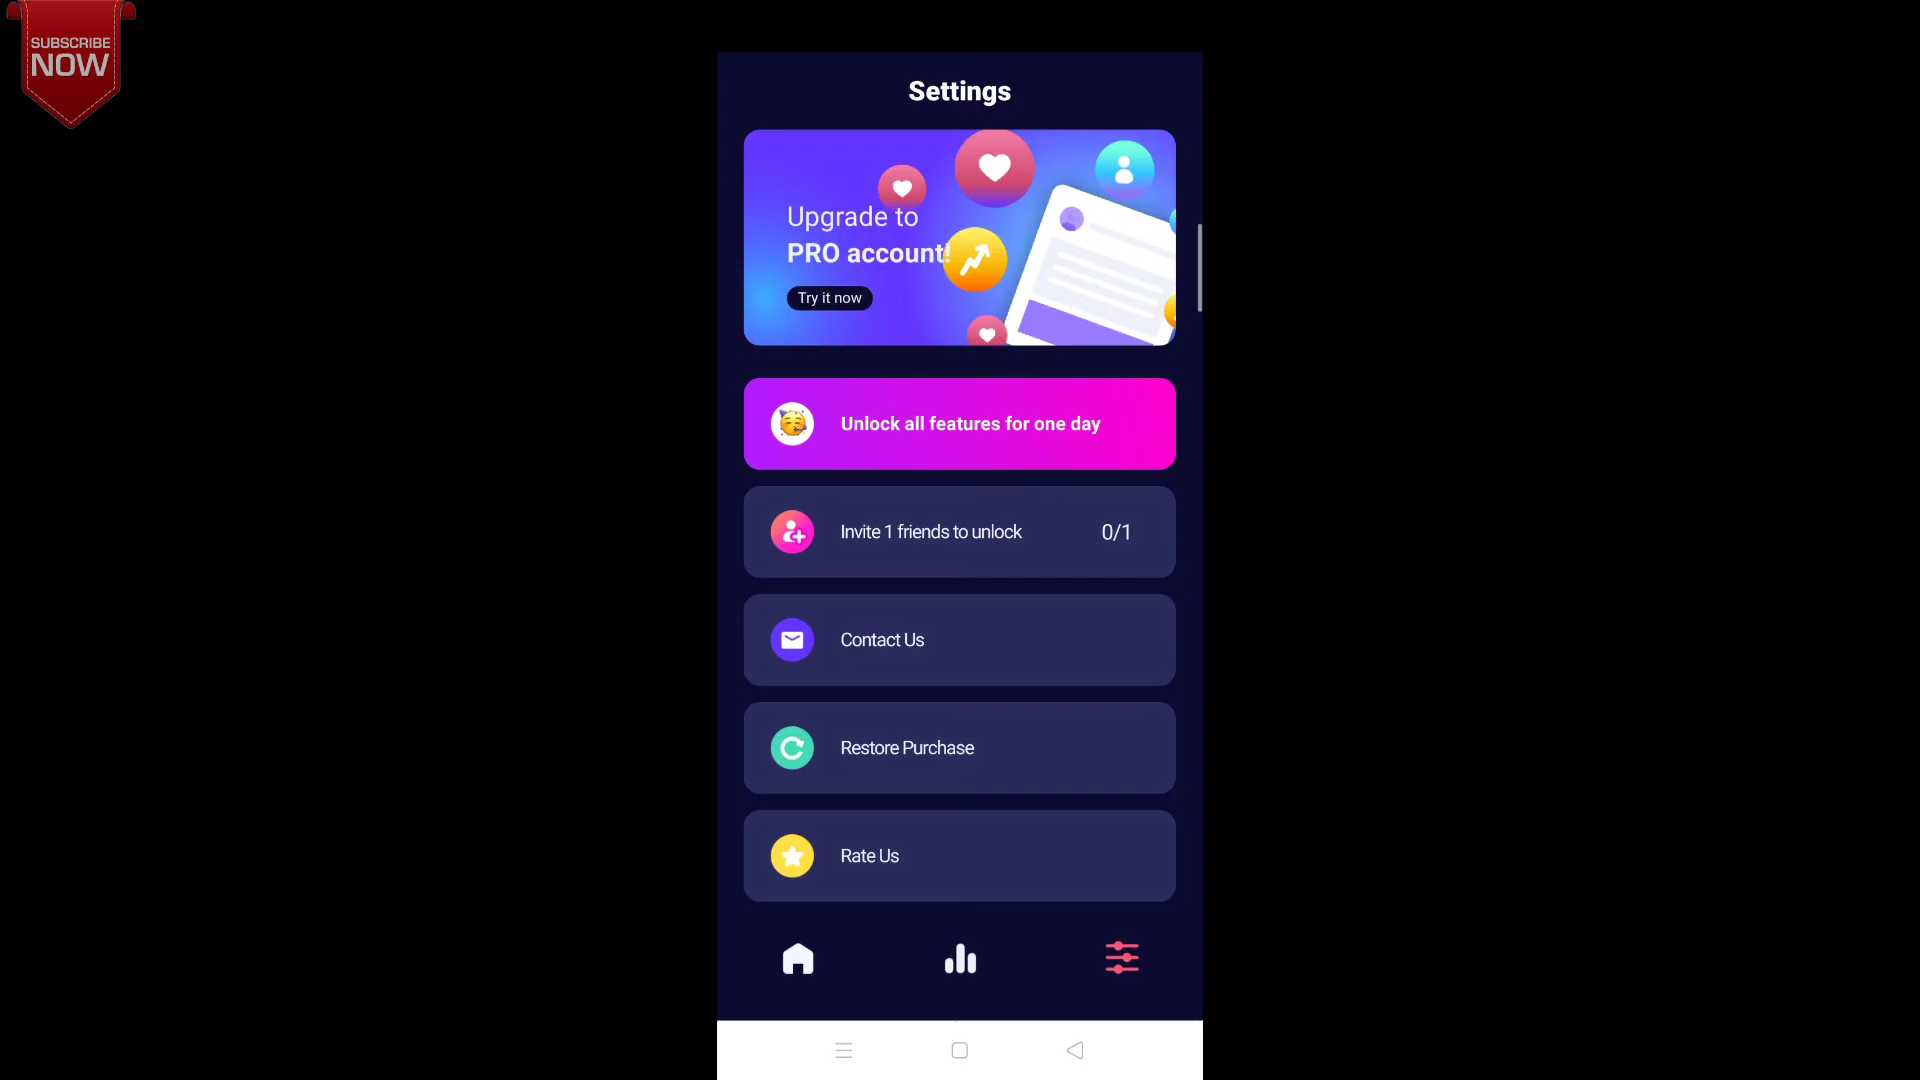 SUBSCRIBE
NOW
Settings
Upgrade to
PRO account!
Try it now
Unlock all features for one day
Invite 1 friends to unlock 0/1
Contact Us
Restore Purchase
Rate Us